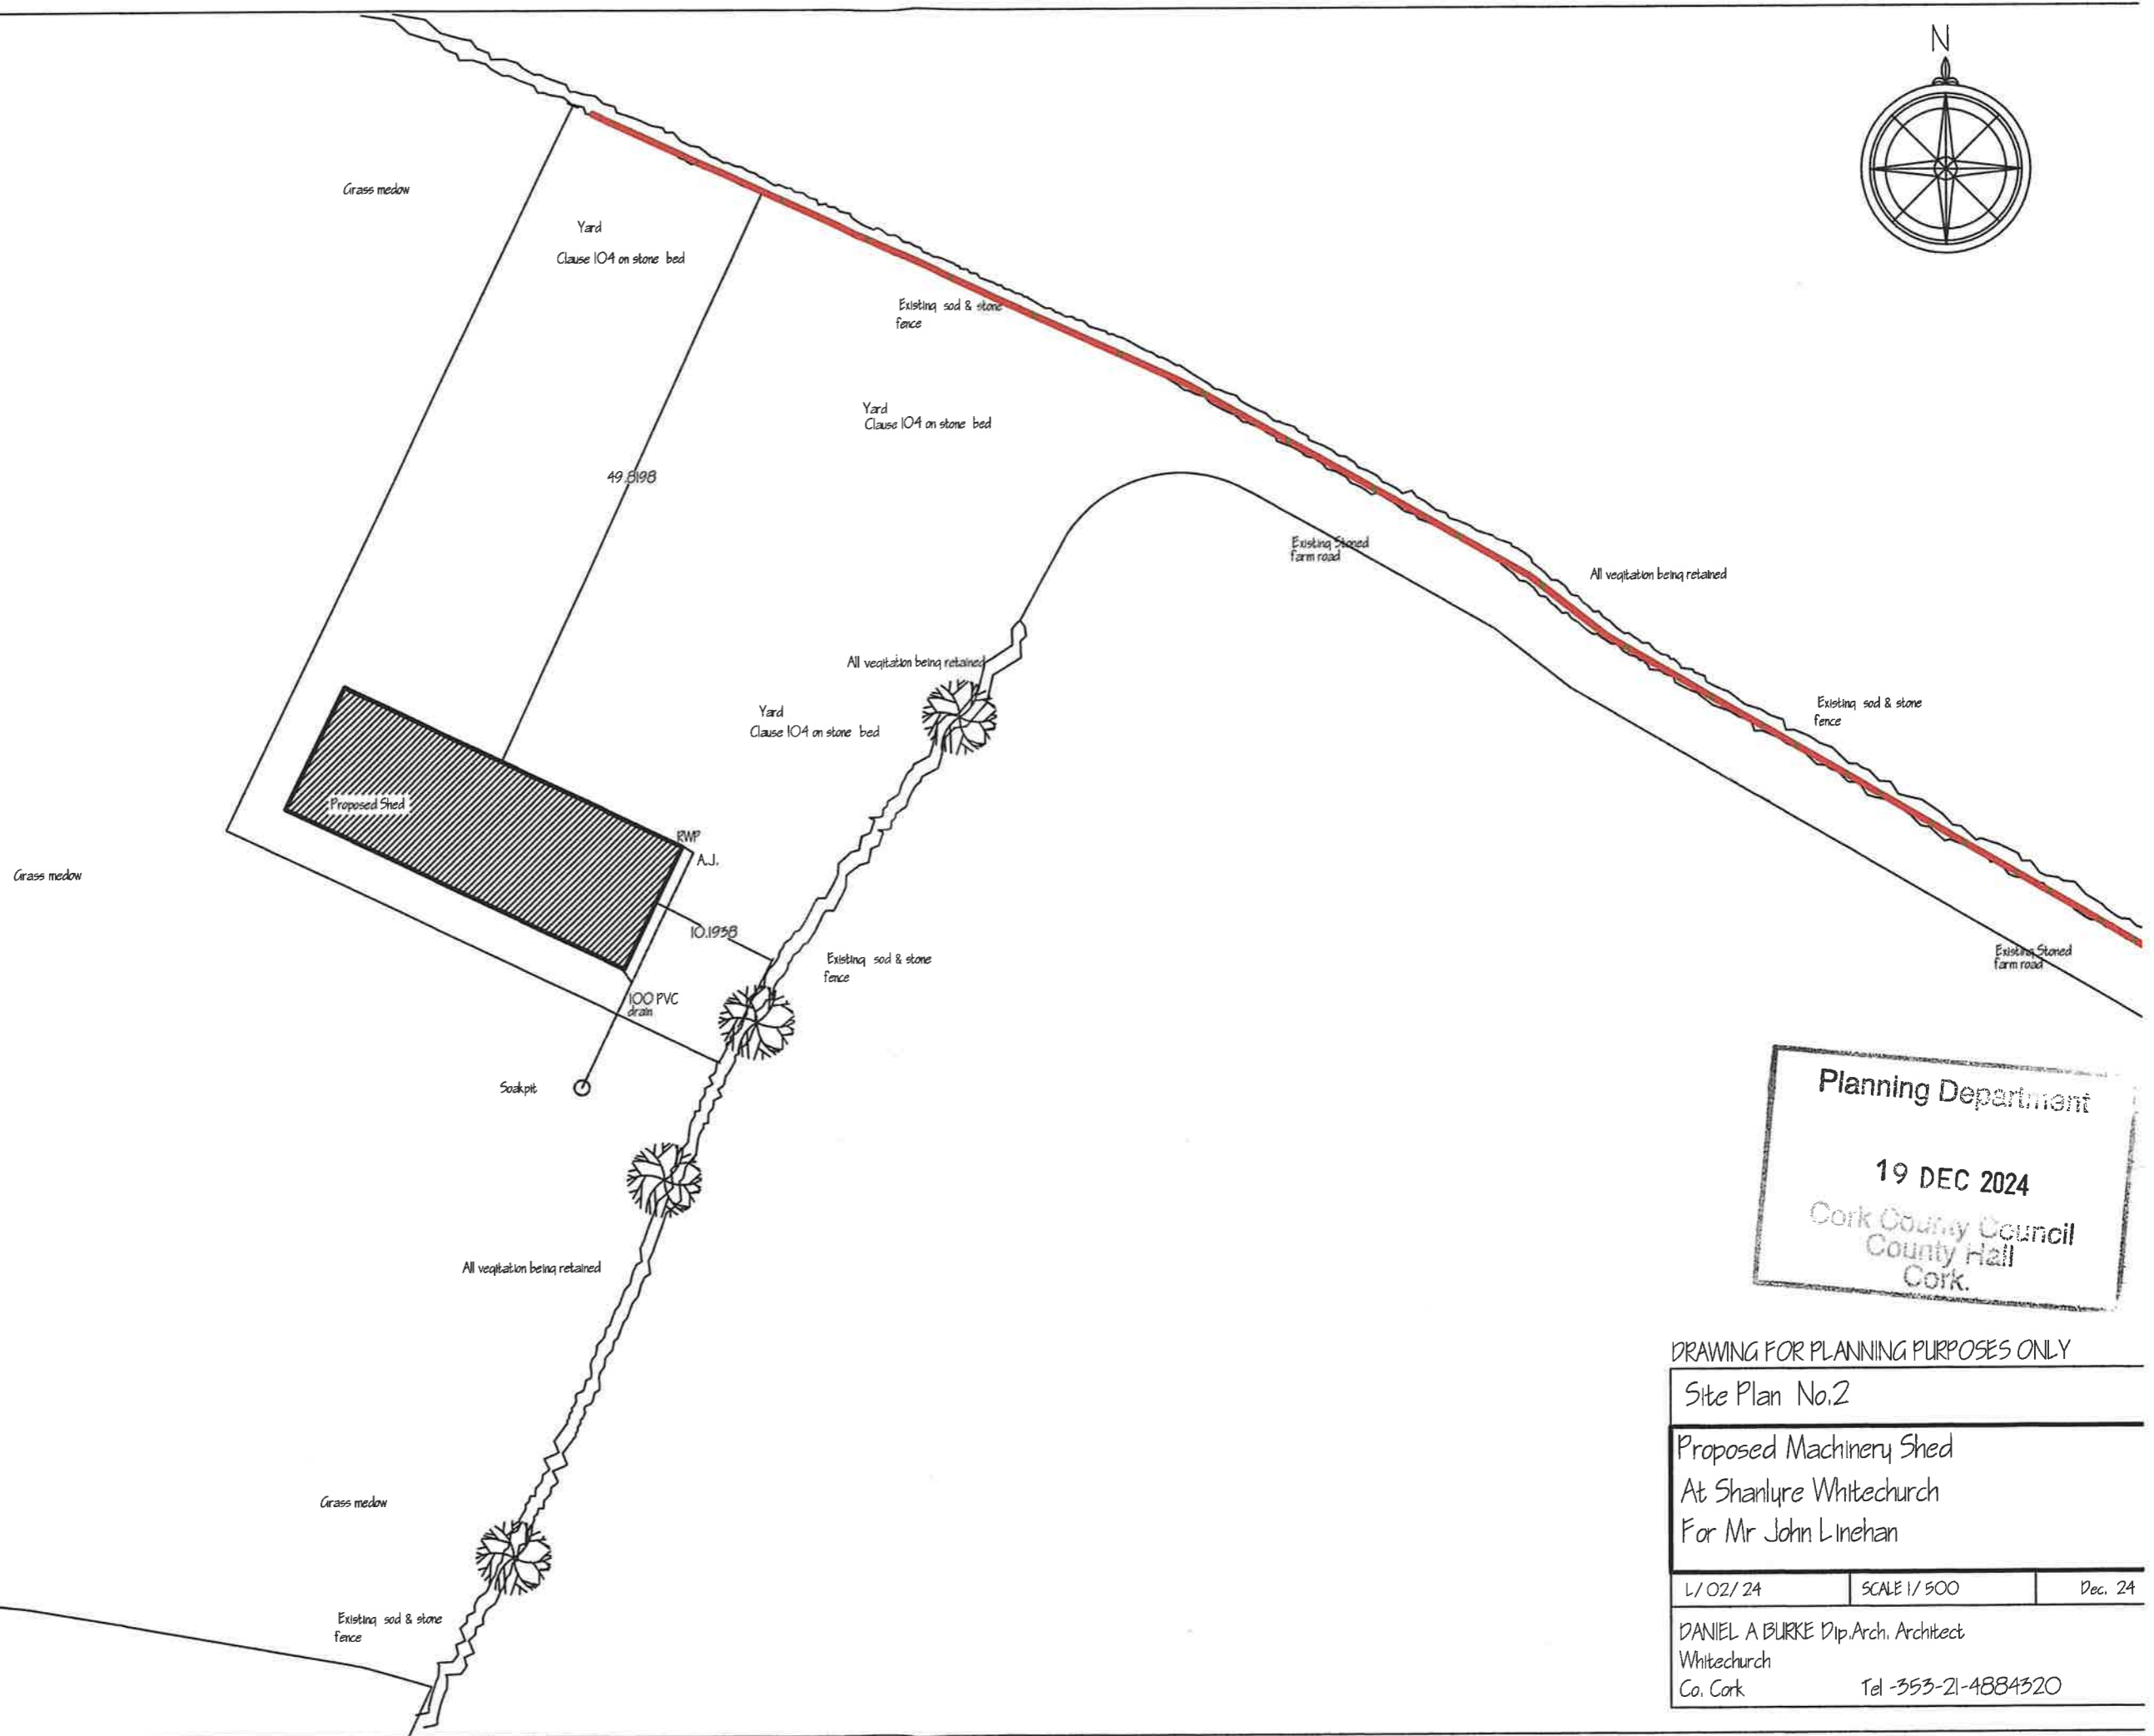 N
Grass medow
Yard
Clause 104 on stone bed
Existing sod & stone
fence
Yard
Clause 104 on stone bed
49.8198
Existing Stoned
farm road
All vegitation being retained
All vegitation being retained
Existing sod & stone
fence
Yard
Clause 104 on stone bed
Proposed Shed
RWP
A.J.
Grass medow
10.1938
Existing sod & stone
fence
Existing Stoned
farm road
100 PVC
drain
Soakpit
Planning Department
19 DEC 2024
Cork County Council
County Hall
Cork.
All vegitation being retained
DRAWING FOR PLANNING PURPOSES ONLY
Site Plan No.2
Proposed Machinery Shed
At Shanlyre Whitechurch
For Mr John Linehan
Grass medow
L/02/24 SCALE 1/500 Dec. 24
Existing sod & stone
fence
DANIEL A BURKE Dip.Arch. Architect
Whitechurch
Co. Cork Tel -353-21-4884320